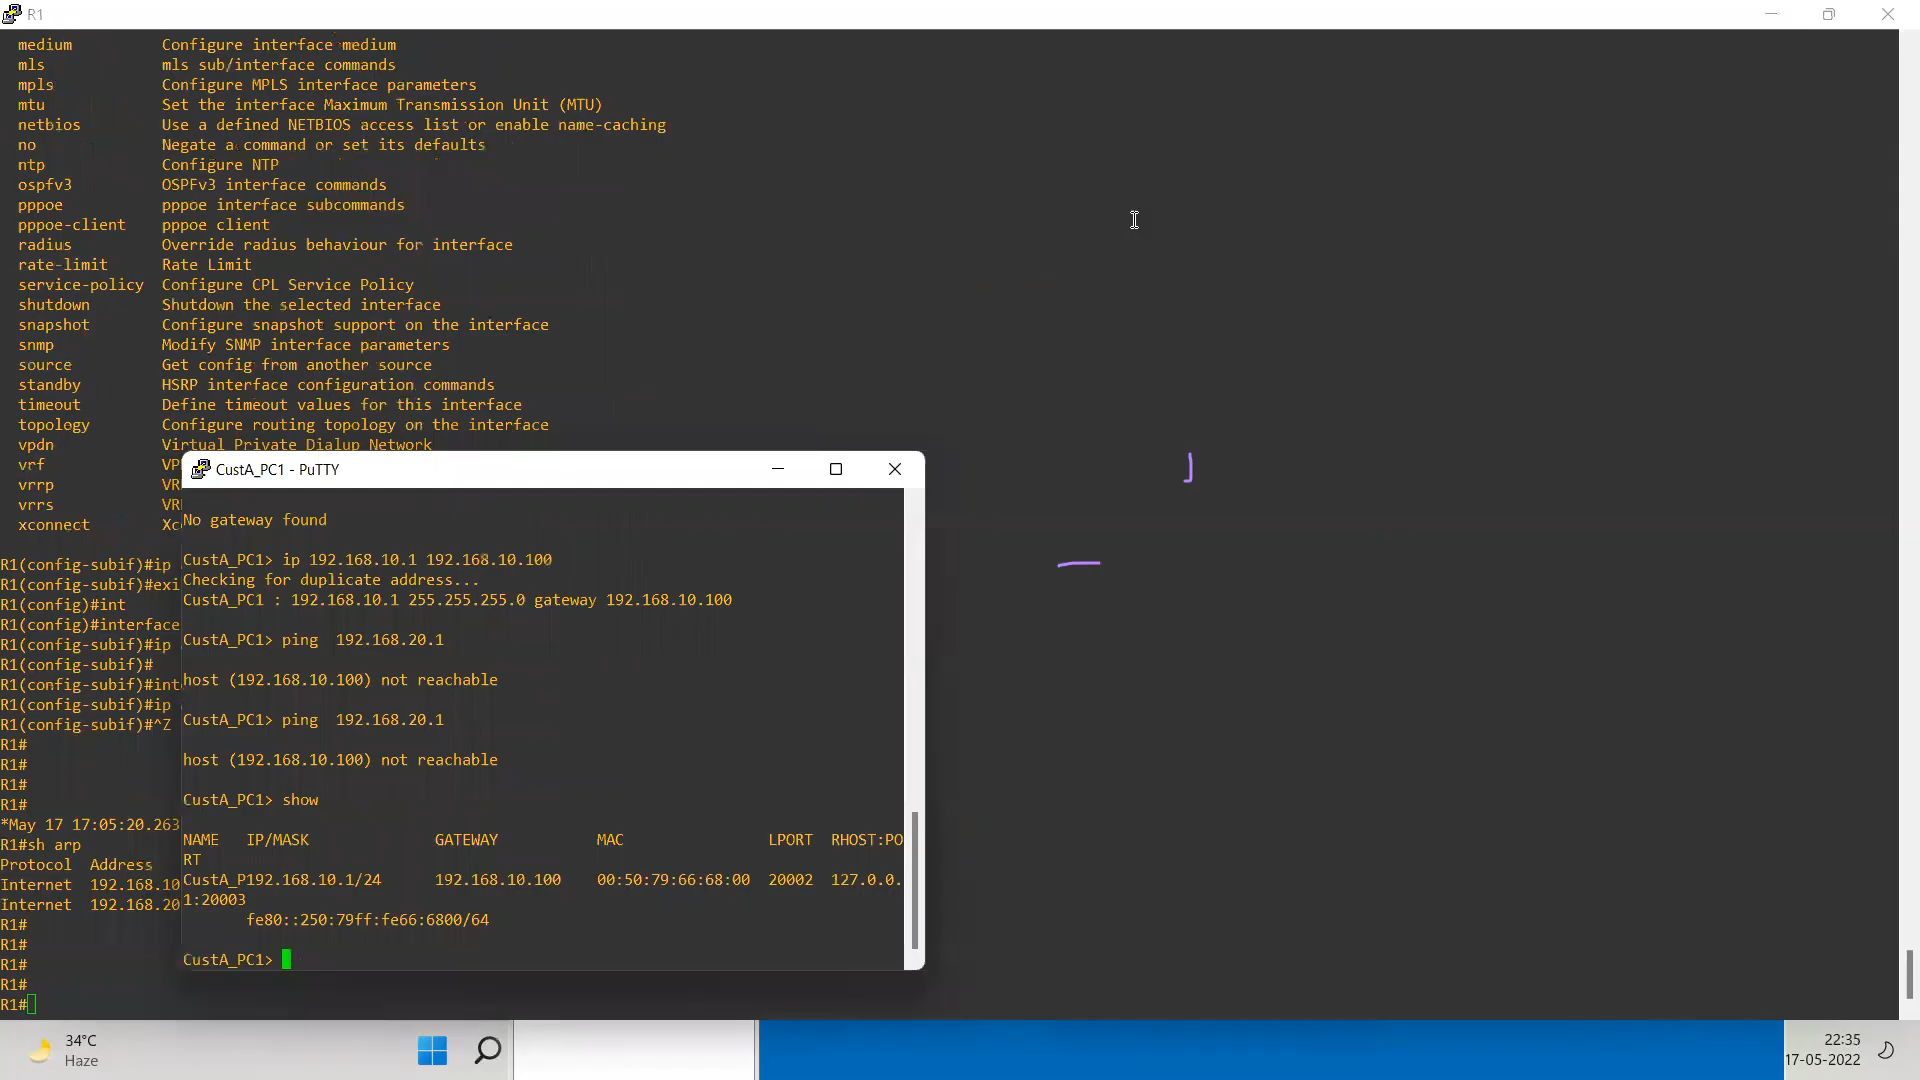 R1
medium Configure interface medium
mls mls sub/interface commands
mpls Configure MPLS interface parameters
mtu Set the interface Maximum Transmission Unit (MTU)
netbios Use a defined NETBIOS access list or enable name-caching
no Negate a command or set its defaults
ntp Configure NTP
ospfv3 OSPFv3 interface commands
pppoe pppoe interface subcommands
pppoe-client pppoe client
radius Override radius behaviour for interface
rate-limit Rate Limit
service-policy Configure CPL Service Policy
shutdown Shutdown the selected interface
snapshot Configure snapshot support on the interface
snmp Modify SNMP interface parameters
source Get config from another source
standby HSRP interface configuration commands
timeout Define timeout values for this interface
topology Configure routing topology on the interface
vpdn Virtual Private Dialup Network
vrf VP
vrrp VR
vrrs VR
xconnect Xc
R1(config-subif)#ip
R1(config-subif)#exi
R1(config)#int
R1(config)#interface
R1(config-subif)#ip
R1(config-subif)#
R1(config-subif)#int
R1(config-subif)#ip
R1(config-subif)#^Z
R1#
R1#
R1#
R1#
*May 17 17:05:20.263
R1#sh arp
Protocol Address
Internet 192.168.10
Internet 192.168.20
R1#
R1#
R1#
R1#
R1#
CustA_PC1 - PuTTY
No gateway found
CustA_PC1> ip 192.168.10.1 192.168.10.100
Checking for duplicate address...
CustA_PC1 : 192.168.10.1 255.255.255.0 gateway 192.168.10.100
CustA_PC1> ping 192.168.20.1
host (192.168.10.100) not reachable
CustA_PC1> ping 192.168.20.1
host (192.168.10.100) not reachable
CustA_PC1> show
NAME IP/MASK GATEWAY MAC LPORT RHOST:PO
RT
CustA_P192.168.10.1/24 192.168.10.100 00:50:79:66:68:00 20002 127.0.0.
1:20003
fe80::250:79ff:fe66:6800/64
CustA_PC1>
34°C
Haze
22:35
17-05-2022